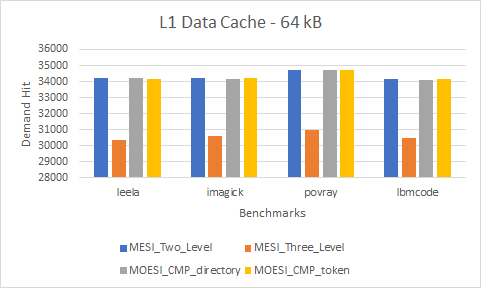 L1 Data Cache - 64 kB
36000
35000
34000
33000
32000
31000
30000
29000
28000
Demand Hit
leela imagick povray lbmcode
Benchmarks
MESI_Two_Level MESI_Three_Level
MOESI_CMP_directory MOESI_CMP_token